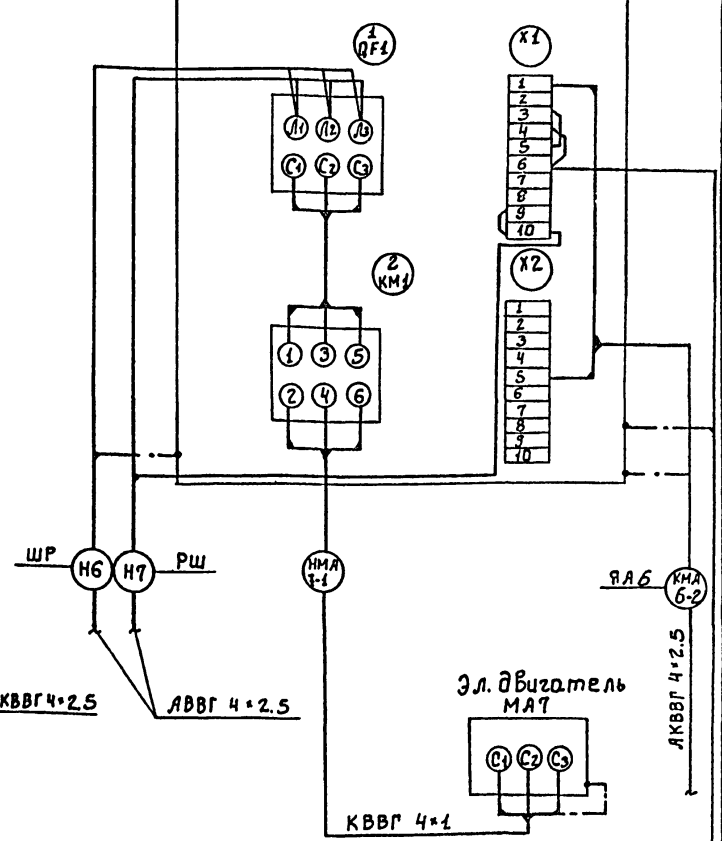 1
QF1
X1
Л1 Л2 Л3
С1 С2 С3
1
2
3
4
5
6
7
8
9
10
2
КМ1
X2
1 3 5
2 4 6
1
2
3
4
5
6
7
8
9
10
ШР Н6 Н7 РШ
НМА
7-1
ЯА6
КМА
6-2
КВВГ 4×2.5
АВВГ 4×2.5
АКВВГ 4×2.5
Эл. двигатель
МА7
С1 С2 С3
КВВГ 4×1